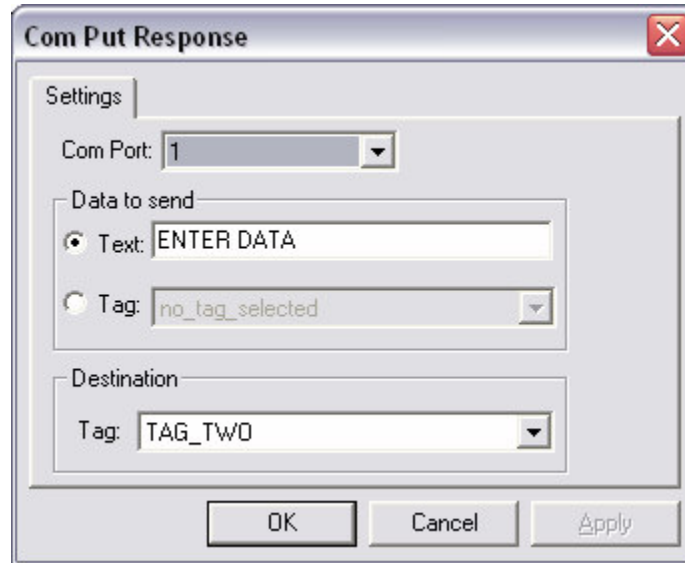 Com Put Response
Settings
Com Port: 1
Data to send
Text: ENTER DATA
Tag: no_tag_selected
Destination
Tag: TAG_TWO
OK Cancel Apply